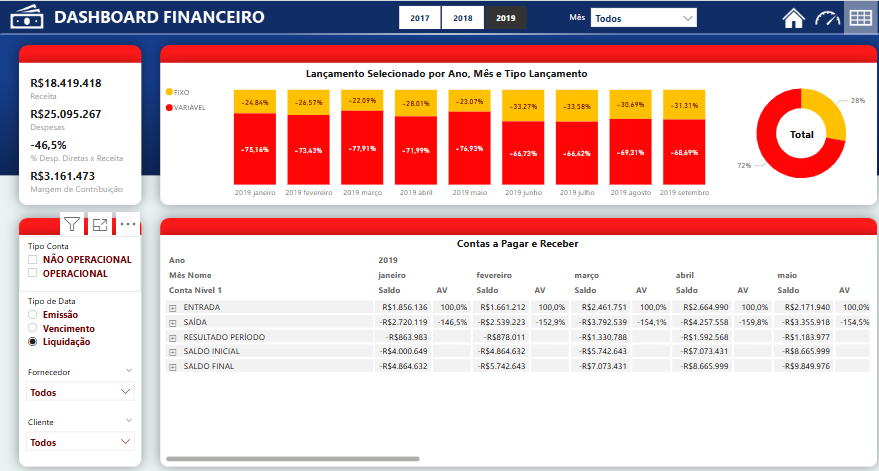 DASHBOARD FINANCEIRO
2017 2018 2019
Mês Todos
R$18.419.418
Receita
R$25.095.267
Despesas
-46,5%
% Desp. Diretas x Receita
R$3.161.473
Margem de Contribuição
Lançamento Selecionado por Ano, Mês e Tipo Lançamento
FIXO
VARIÁVEL
-24,84% -26,57% -22,09% -28,01% -23,07% -33,27% -33,58% -30,69% -31,31%
-75,16% -73,43% -77,91% -71,99% -76,93% -66,73% -66,42% -69,31% -68,69%
2019 janeiro 2019 fevereiro 2019 março 2019 abril 2019 maio 2019 junho 2019 julho 2019 agosto 2019 setembro
28%
Total
72%
Tipo Conta
NÃO OPERACIONAL
OPERACIONAL
Tipo de Data
Emissão
Vencimento
Liquidação
Fornecedor
Todos
Cliente
Todos
Contas a Pagar e Receber
Ano 2019
Mês Nome janeiro fevereiro março abril maio
Conta Nível 1 Saldo AV Saldo AV Saldo AV Saldo AV Saldo AV
ENTRADA R$1.856.136 100,0% R$1.661.212 100,0% R$2.461.751 100,0% R$2.664.990 100,0% R$2.171.940 100,0%
SAÍDA -R$2.720.119 -146,5% -R$2.539.223 -152,9% -R$3.792.539 -154,1% -R$4.257.558 -159,8% -R$3.355.918 -154,5%
RESULTADO PERÍODO -R$863.983 -R$878.011 -R$1.330.788 -R$1.592.568 -R$1.183.977
SALDO INICIAL -R$4.000.649 -R$4.864.632 -R$5.742.643 -R$7.073.431 -R$8.665.999
SALDO FINAL -R$4.864.632 -R$5.742.643 -R$7.073.431 -R$8.665.999 -R$9.849.976